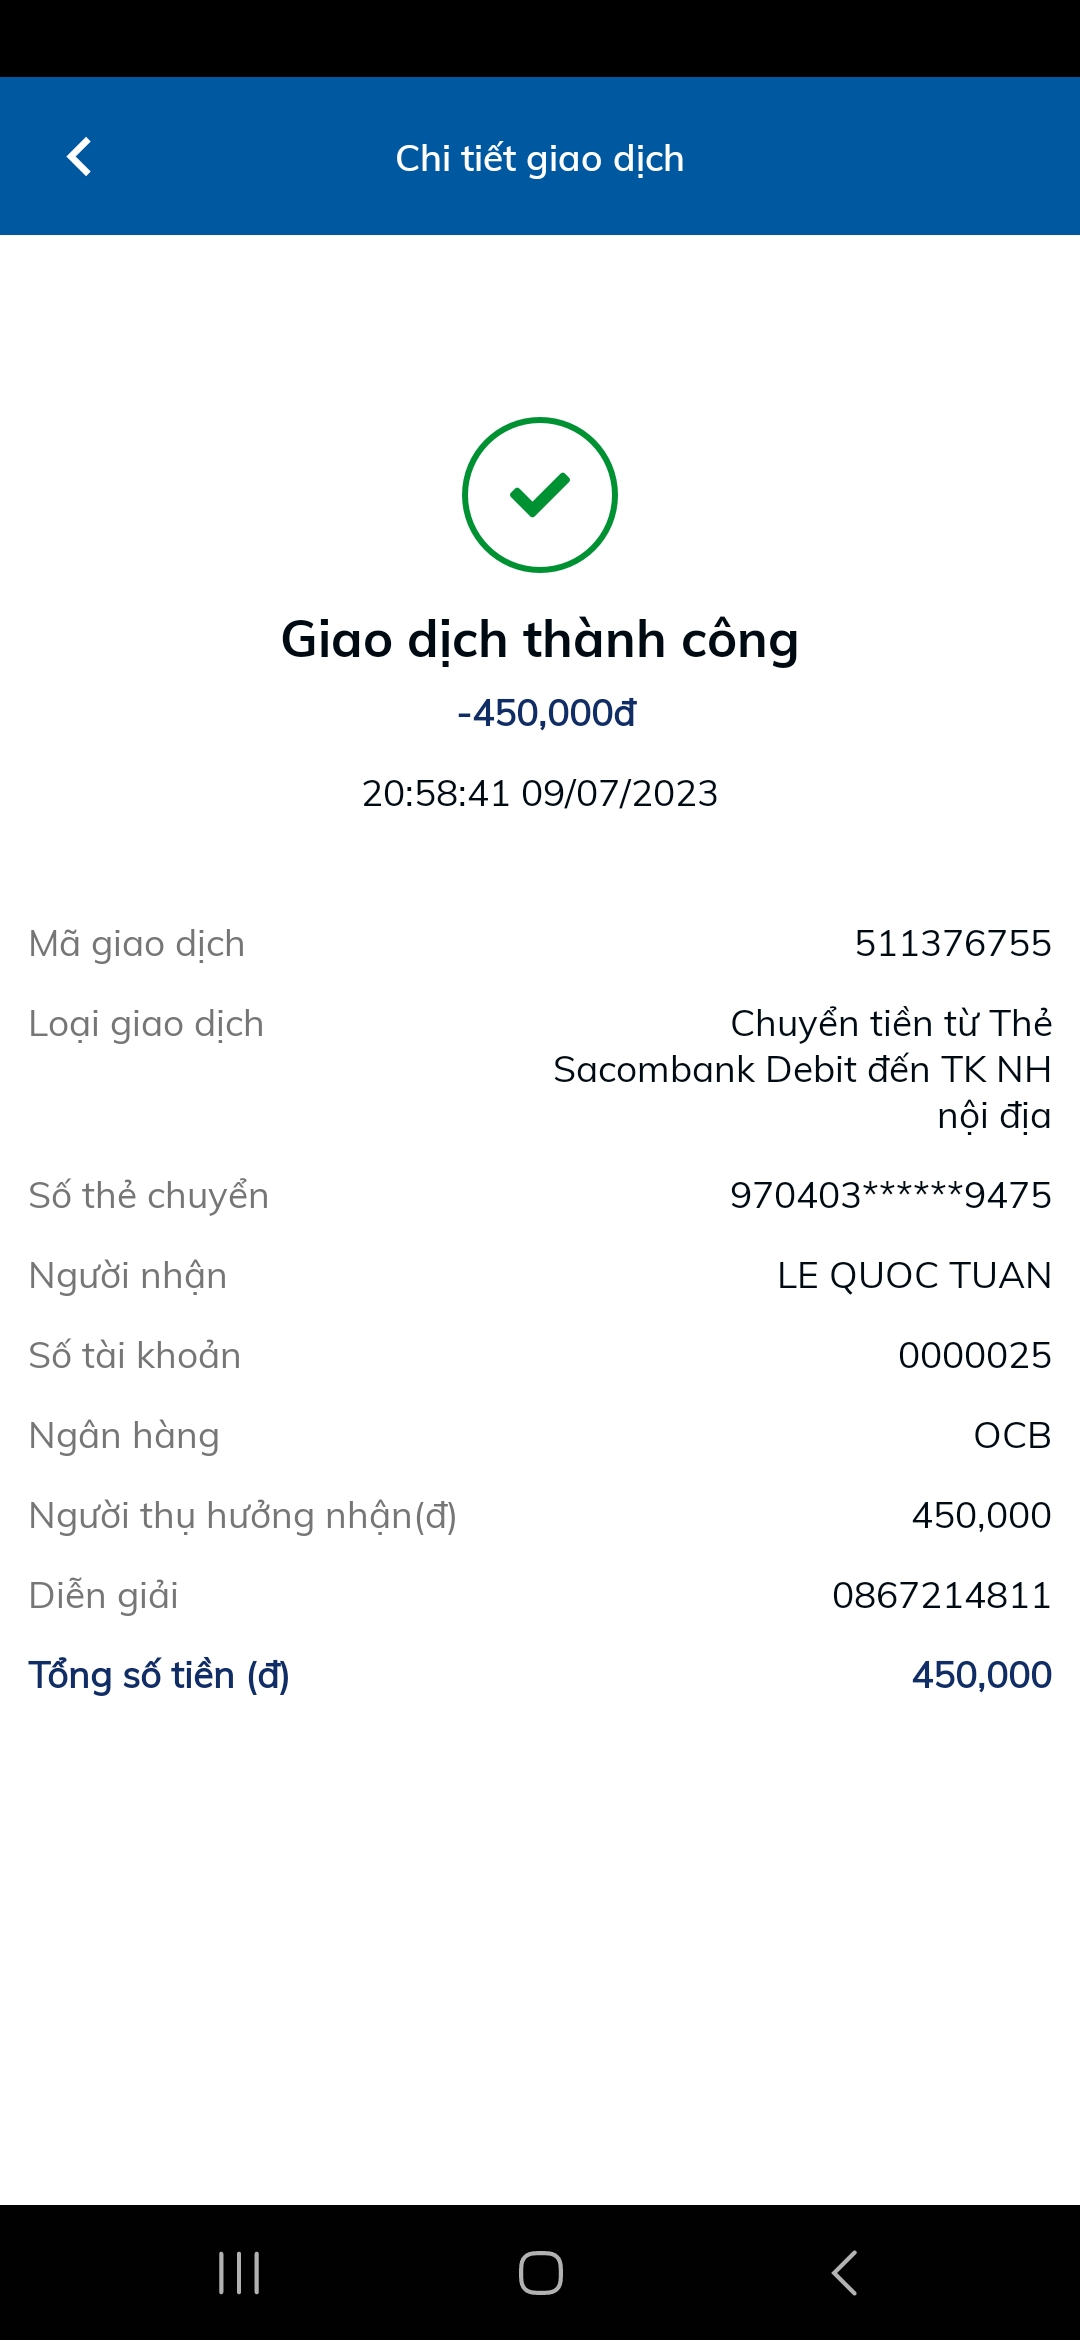 Chi tiết giao dịch
Giao dịch thành công
-450,000đ
20:58:41 09/07/2023
Mã giao dịch 511376755
Loại giao dịch Chuyển tiền từ Thẻ
Sacombank Debit đến TK NH
nội địa
Số thẻ chuyển 970403******9475
Người nhận LE QUOC TUAN
Số tài khoản 0000025
Ngân hàng OCB
Người thụ hưởng nhận(đ) 450,000
Diễn giải 0867214811
Tổng số tiền (đ) 450,000